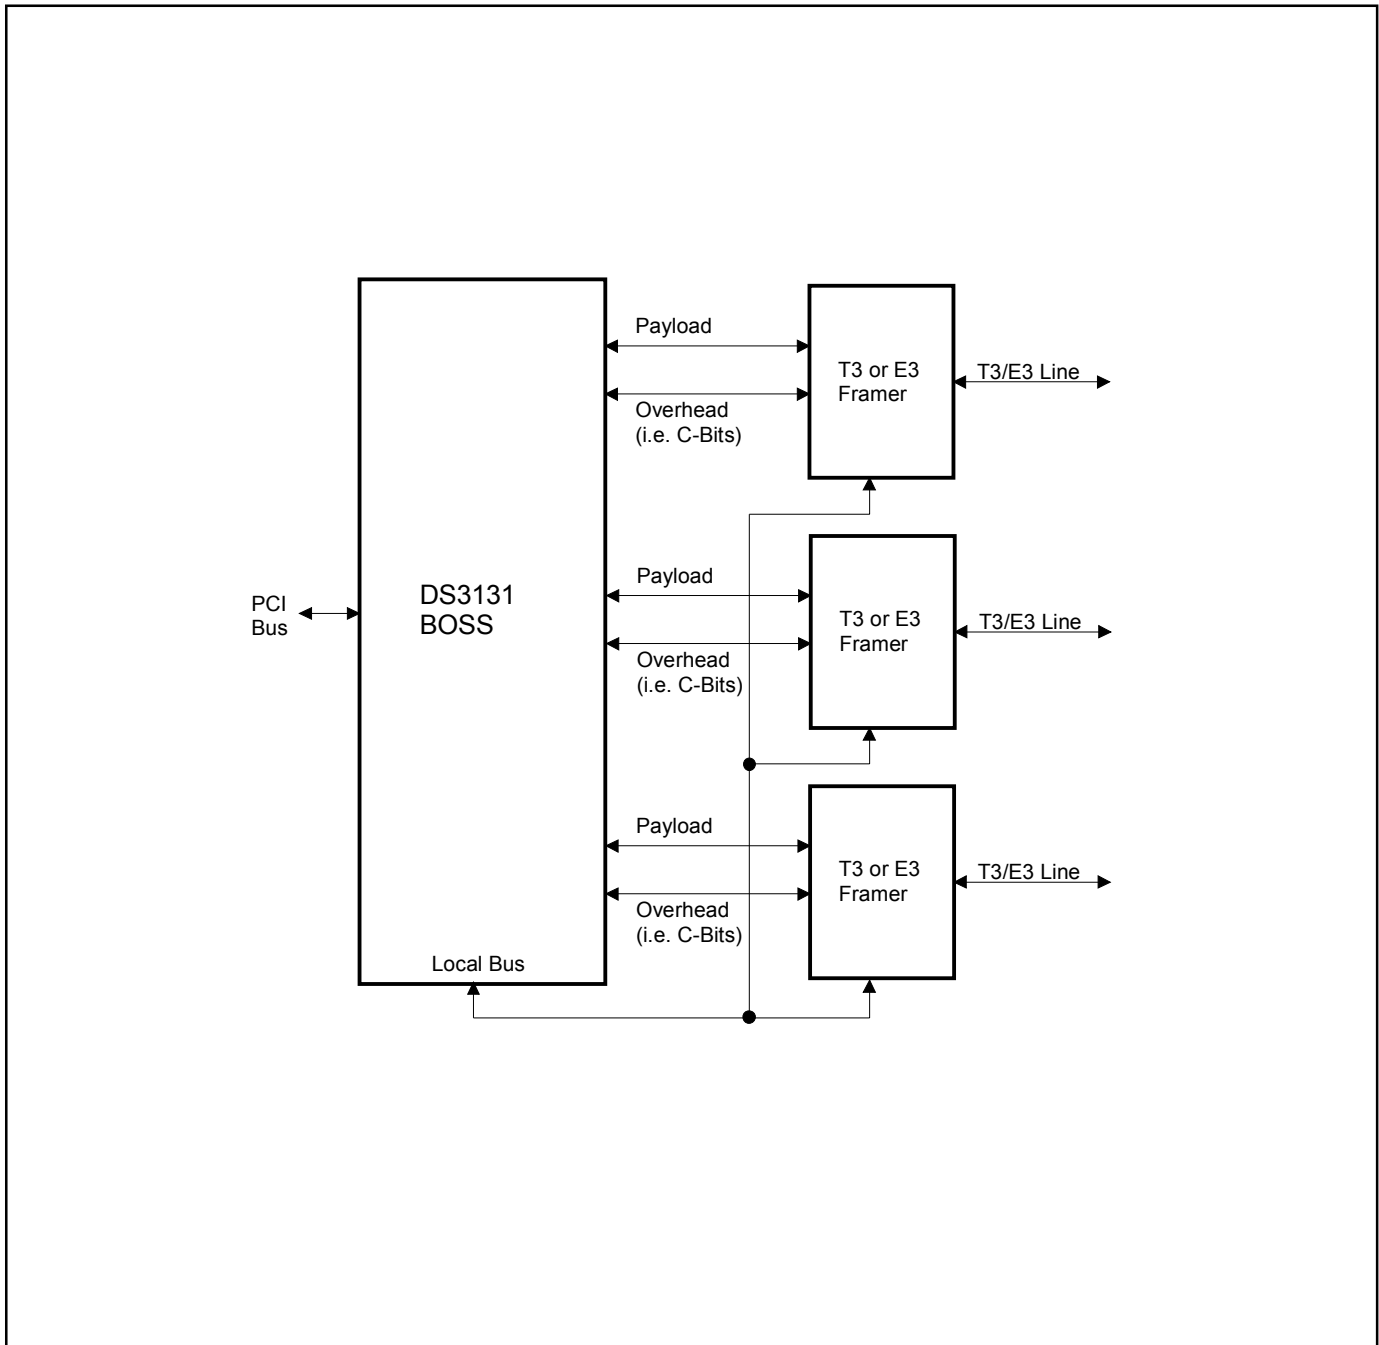 Payload
T3 or E3
Framer
T3/E3 Line
Overhead
(i.e. C-Bits)
PCI
Bus
DS3131
BOSS
Payload
T3 or E3
Framer
T3/E3 Line
Overhead
(i.e. C-Bits)
Payload
T3 or E3
Framer
T3/E3 Line
Overhead
(i.e. C-Bits)
Local Bus